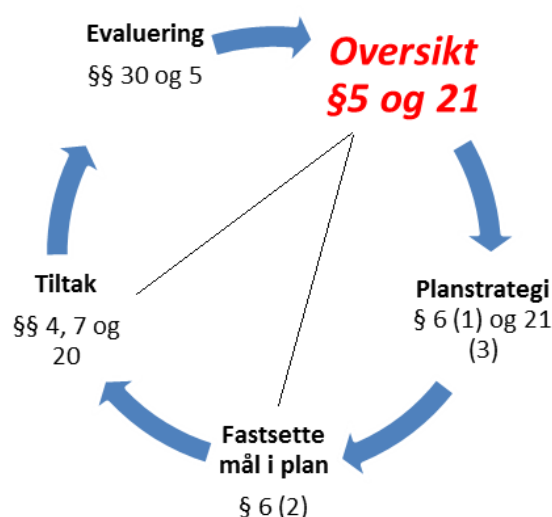 Evaluering
§§ 30 og 5
Oversikt
§5 og 21
Planstrategi
§ 6 (1) og 21
(3)
Fastsette
mål i plan
§ 6 (2)
Tiltak
§§ 4, 7 og
20